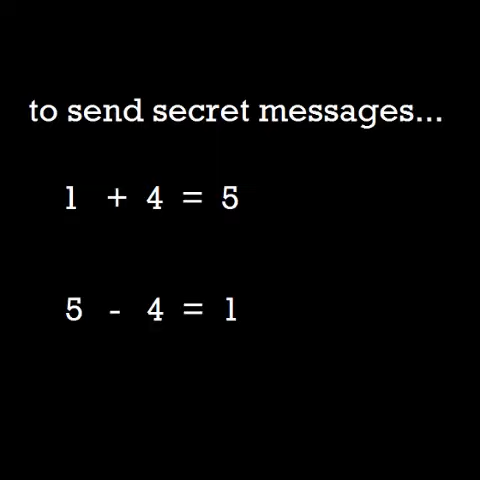 to send secret messages...
1 + 4 = 5
5 - 4 = 1